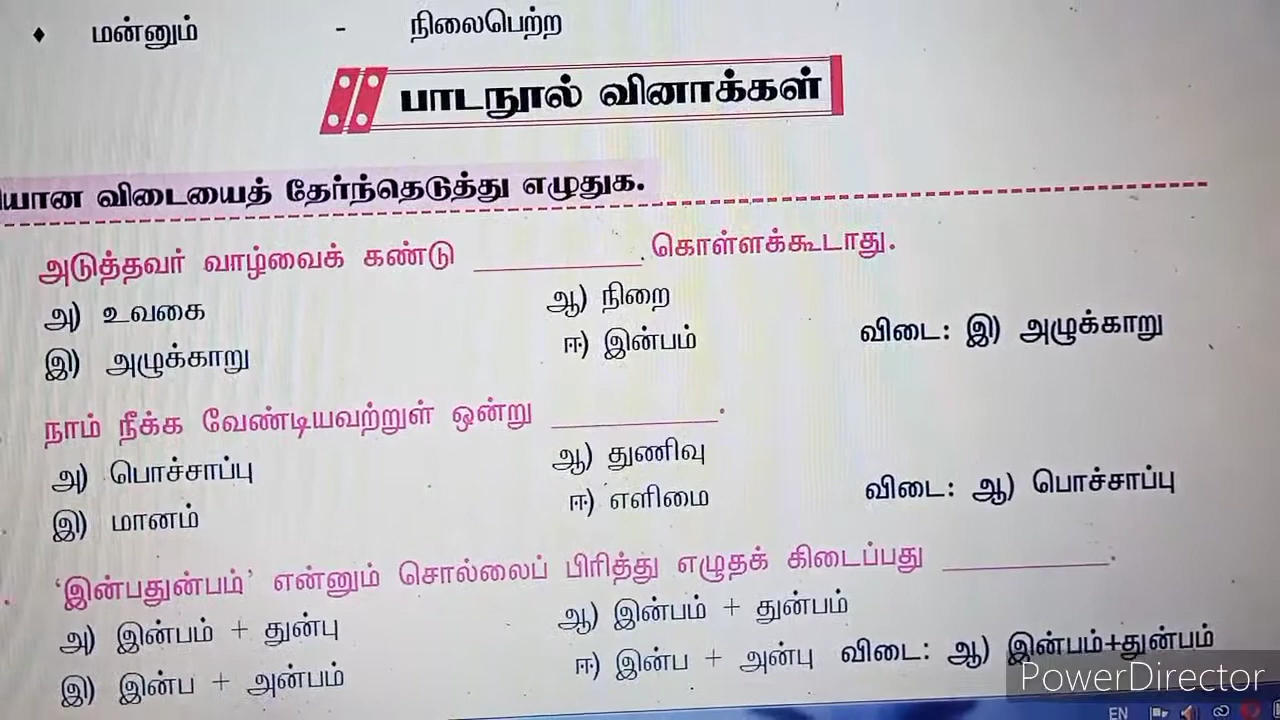 ♦ மன்னும் - நிலைபெற்ற
பாடநூல் வினாக்கள்
யான விடையைத் தேர்ந்தெடுத்து எழுதுக.
அடுத்தவர் வாழ்வைக் கண்டு ________ கொள்ளக்கூடாது.
அ) உவகை ஆ) நிறை
இ) அழுக்காறு ஈ) இன்பம் விடை: இ) அழுக்காறு
நாம் நீக்க வேண்டியவற்றுள் ஒன்று ________.
அ) பொச்சாப்பு ஆ) துணிவு
இ) மானம் ஈ) எளிமை விடை: ஆ) பொச்சாப்பு
‘இன்பதுன்பம்’ என்னும் சொல்லைப் பிரித்து எழுதக் கிடைப்பது ________.
அ) இன்பம் + துன்பு ஆ) இன்பம் + துன்பம்
இ) இன்ப + அன்பம் ஈ) இன்ப + அன்பு விடை: ஆ) இன்பம்+துன்பம்
PowerDirector
EN